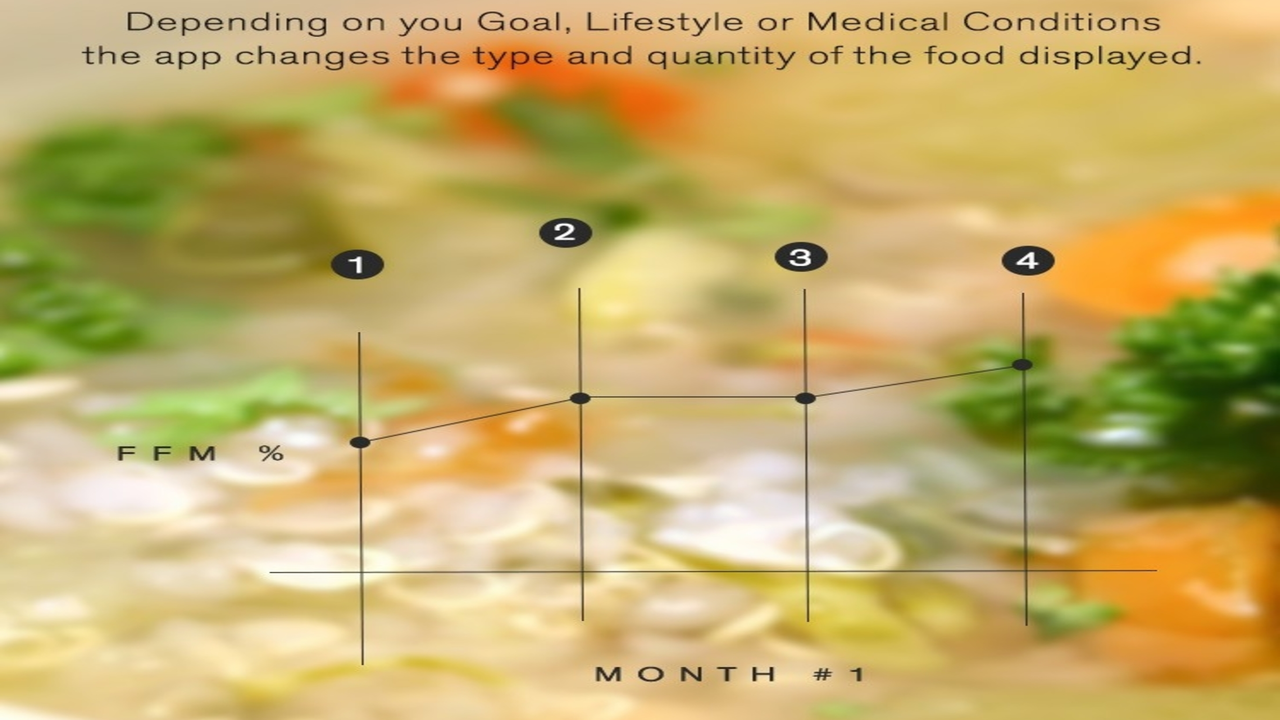 Depending on you Goal, Lifestyle or Medical Conditions
the app changes the type and quantity of the food displayed.
1
2
3
4
FFM %
MONTH #1